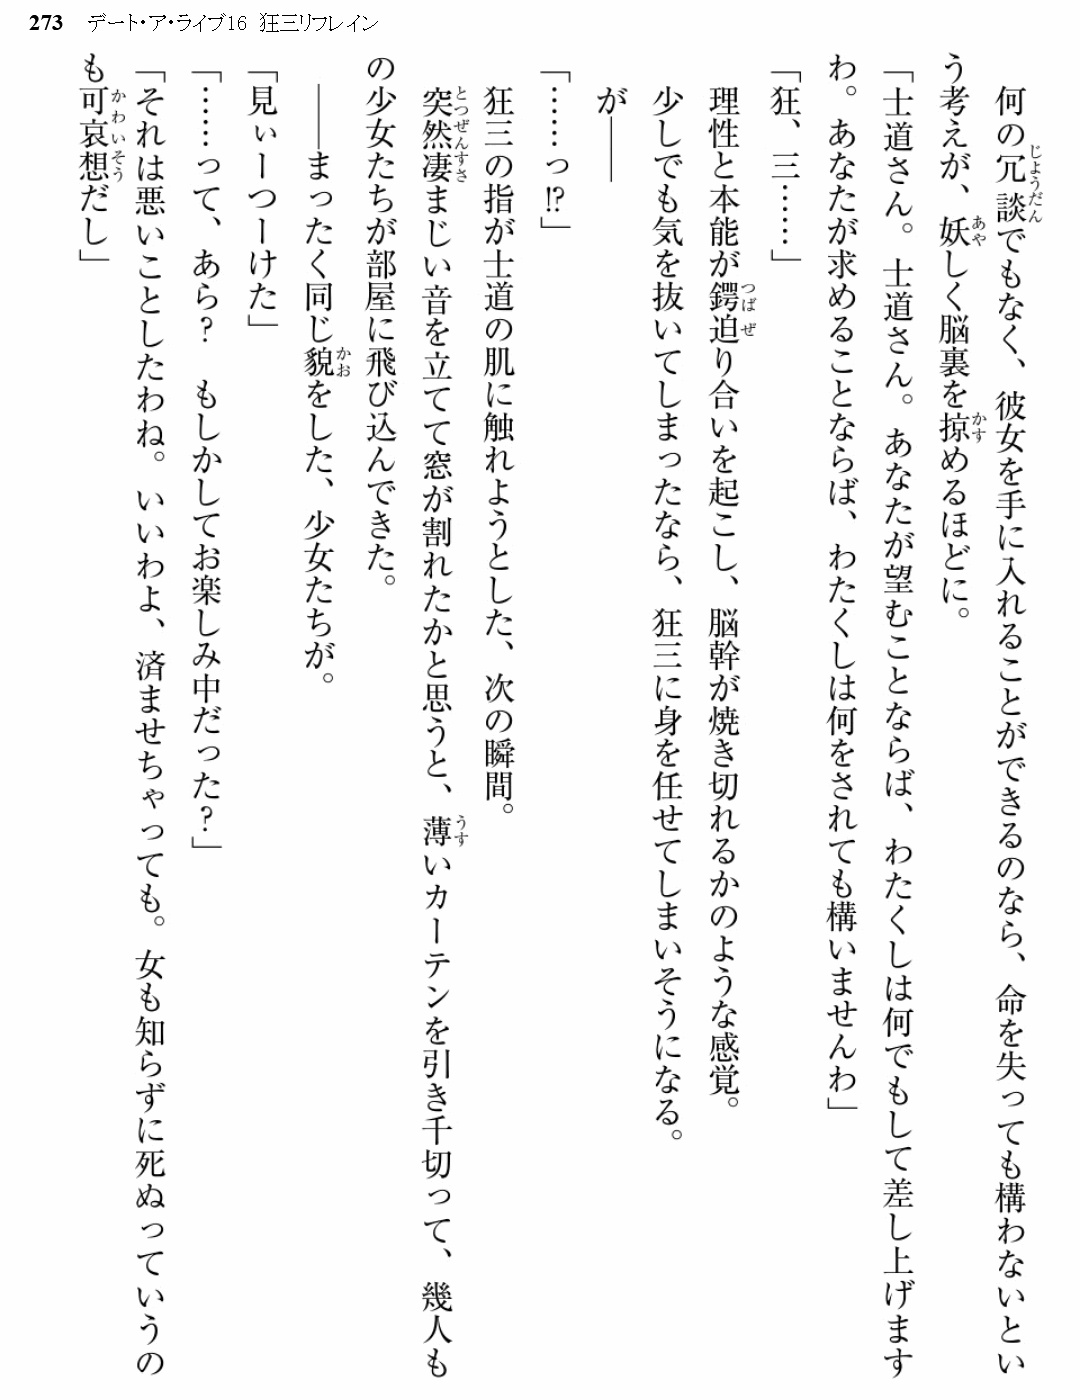 273 デート・ア・ライブ16 狂三リフレイン
何の冗談でもなく、彼女を手に入れることができるのなら、命を失っても構わないとい
う考えが、妖しく脳裏を掠めるほどに。
「士道さん。士道さん。あなたが望むことならば、わたくしは何でもして差し上げます
わ。あなたが求めることならば、わたくしは何をされても構いませんわ」
「狂、三……」
理性と本能が鍔迫り合いを起こし、脳幹が焼き切れるかのような感覚。
少しでも気を抜いてしまったなら、狂三に身を任せてしまいそうになる。
が――
「……っ!?」
狂三の指が士道の肌に触れようとした、次の瞬間。
突然凄まじい音を立てて窓が割れたかと思うと、薄いカーテンを引き千切って、幾人も
の少女たちが部屋に飛び込んできた。
――まったく同じ貌をした、少女たちが。
「見ぃーつーけた」
「……って、あら? もしかしてお楽しみ中だった?」
「それは悪いことしたわね。いいわよ、済ませちゃっても。女も知らずに死ぬっていうの
も可哀想だし」